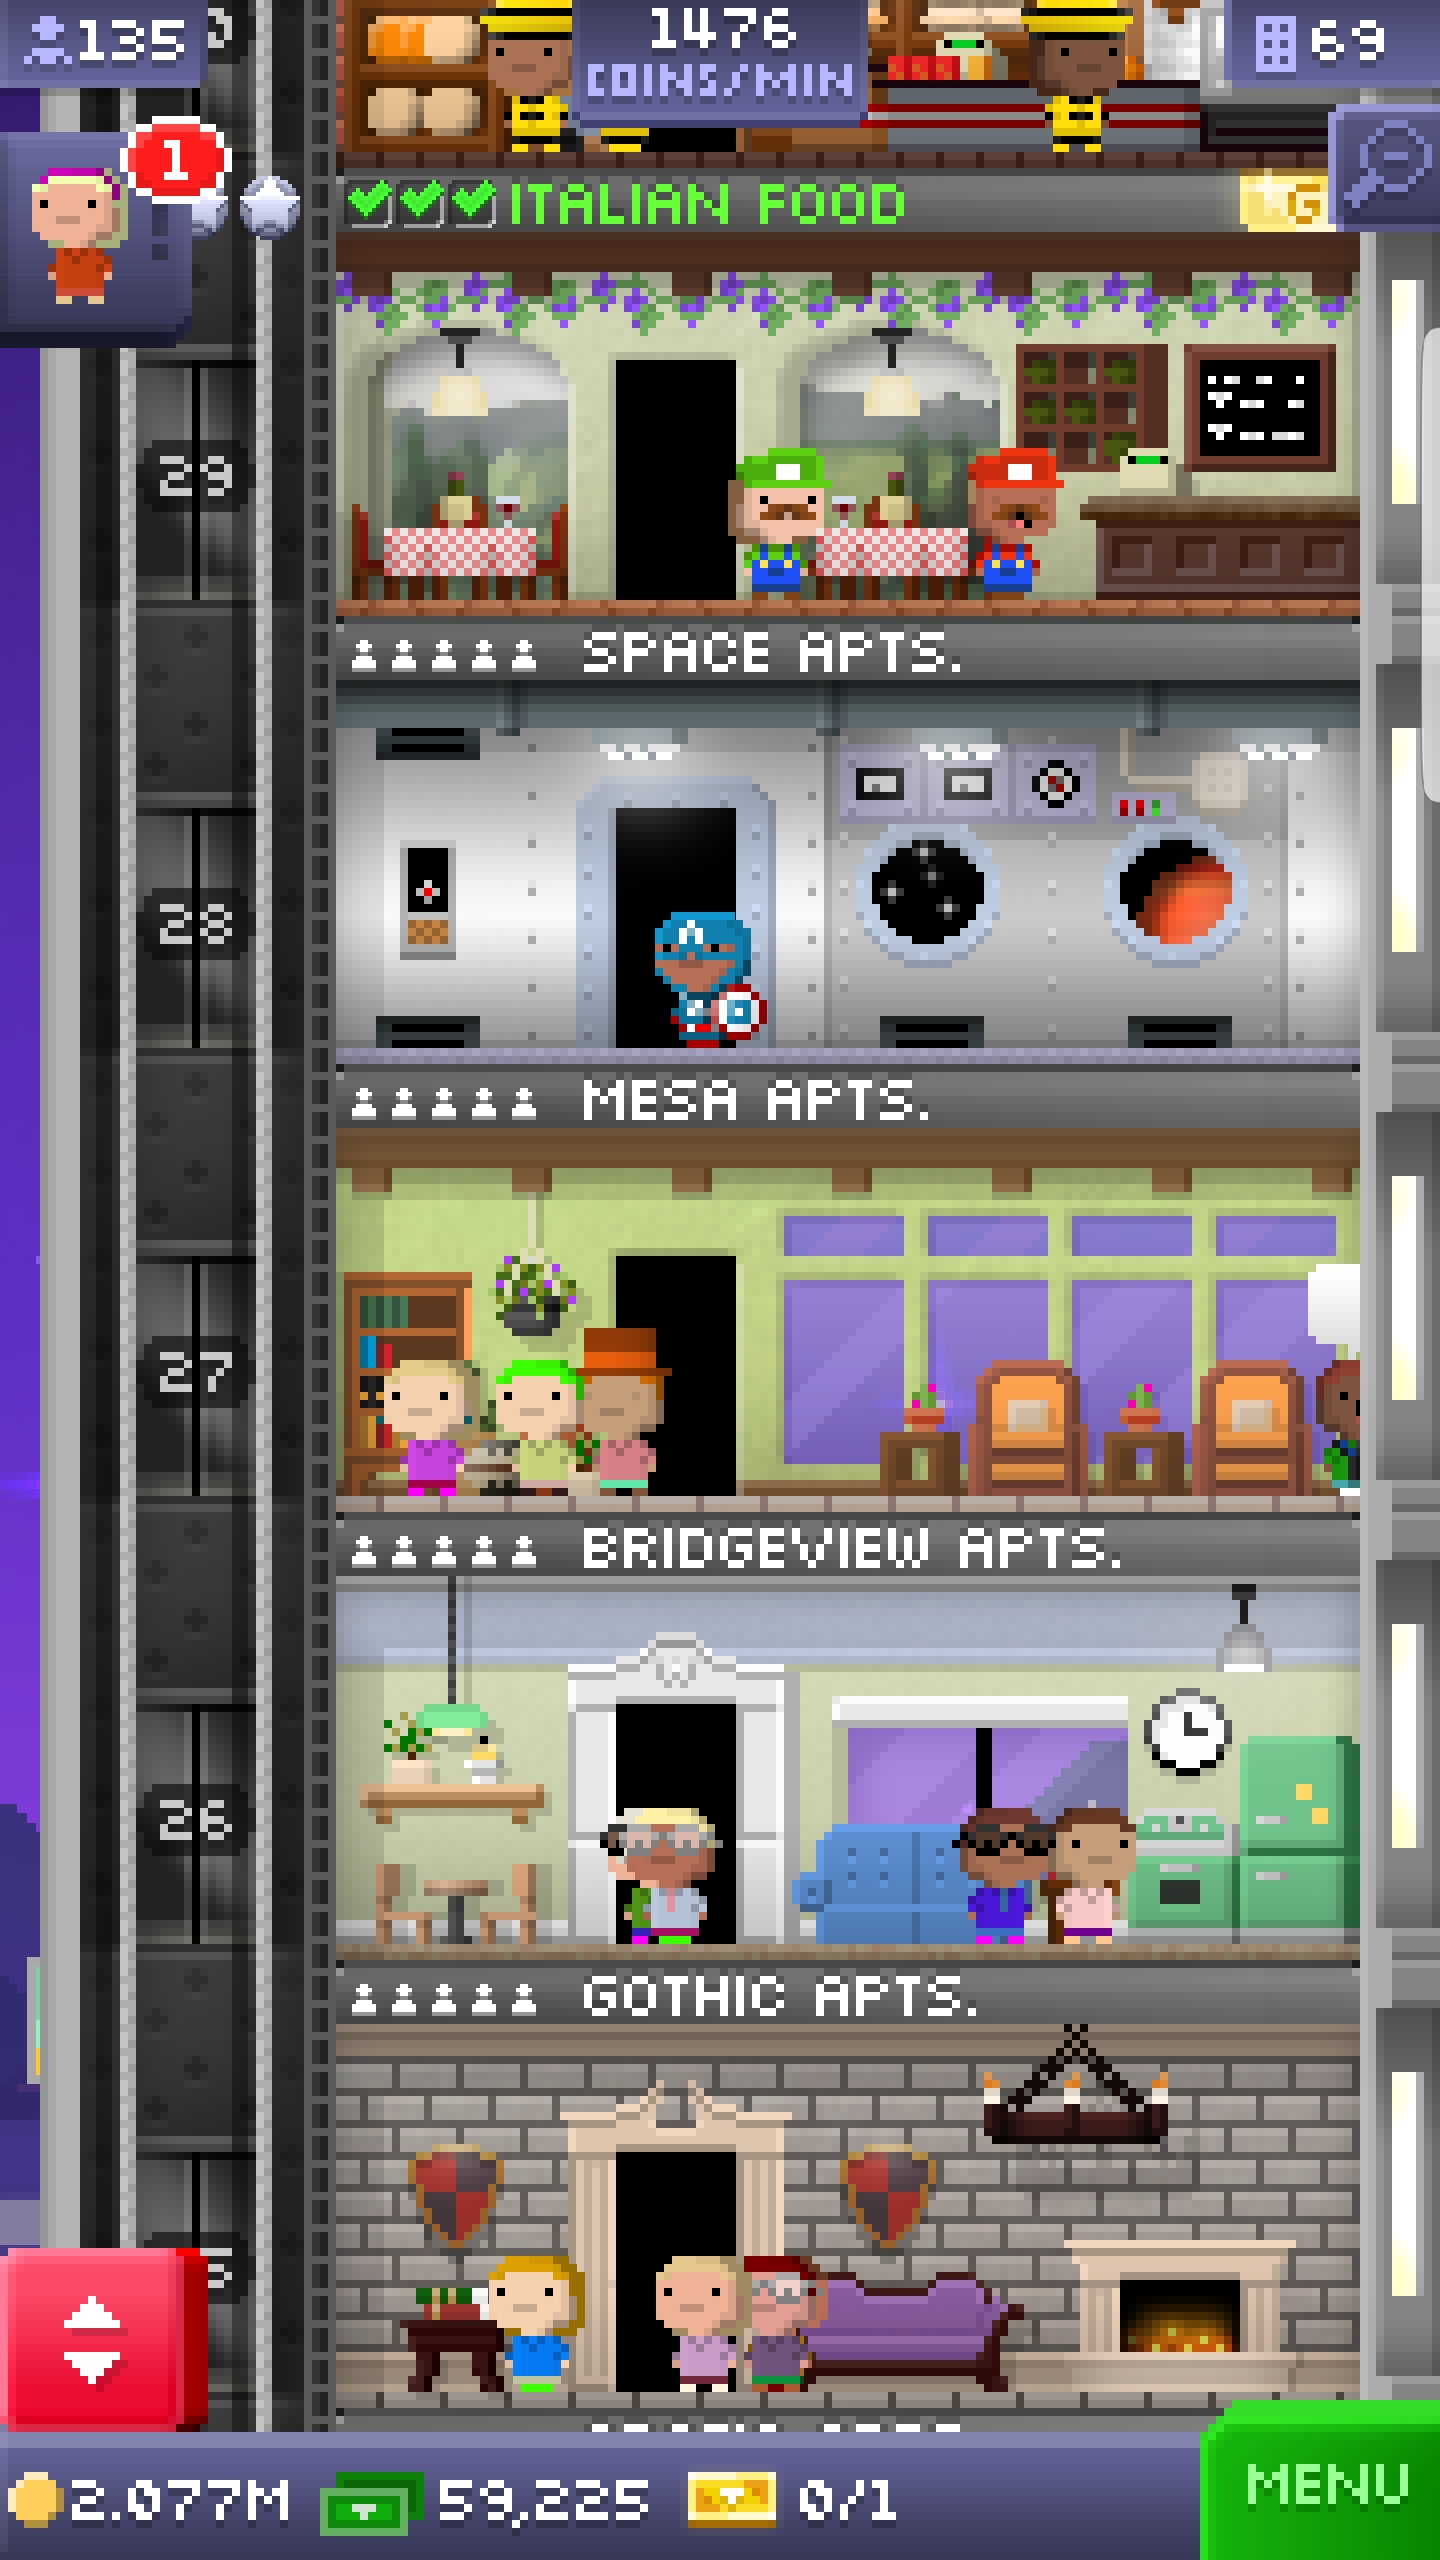 135
1476
COINS/MIN
69
1
ITALIAN FOOD
G
29
SPACE APTS.
28
MESA APTS.
27
BRIDGEVIEW APTS.
26
GOTHIC APTS.
2.077M
59,225
0/1
MENU